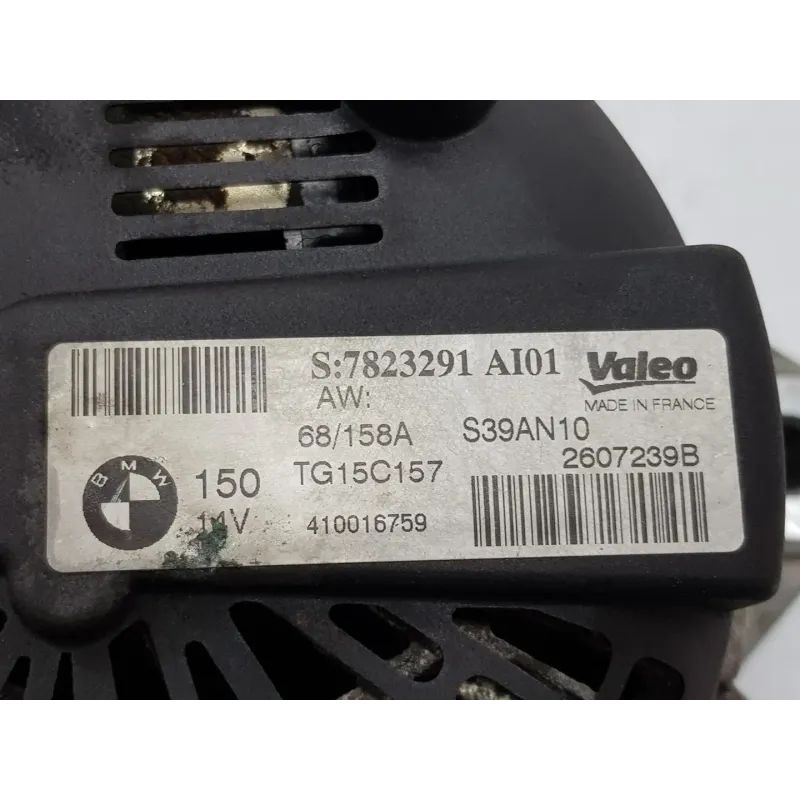 S:7823291 AI01 Valeo
AW: MADE IN FRANCE
68/158A S39AN10
BMW 150 TG15C157 2607239B
14V 410016759